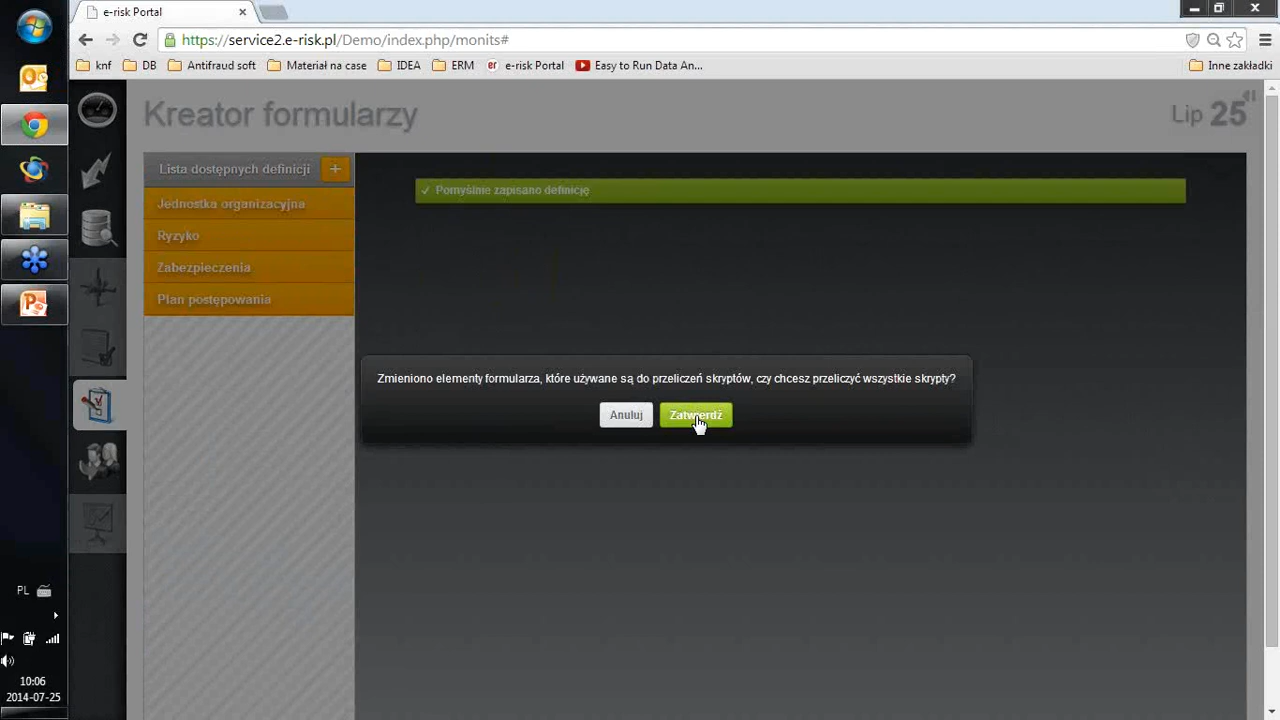 e-risk Portal
https://service2.e-risk.pl/Demo/index.php/monits#
knf
DB
Antifraud soft
Materiał na case
IDEA
ERM
er e-risk Portal
Easy to Run Data An...
Inne zakładki
Kreator formularzy
Lip 25
Lista dostępnych definicji +
Jednostka organizacyjna
Ryzyko
Zabezpieczenia
Plan postępowania
✓ Pomyślnie zapisano definicję
Zmieniono elementy formularza, które używane są do przeliczeń skryptów, czy chcesz przeliczyć wszystkie skrypty?
Anuluj
Zatwierdź
PL
10:06
2014-07-25